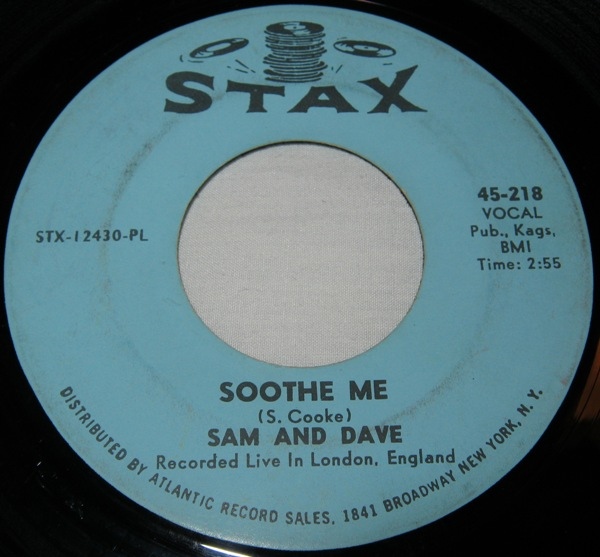 STAX
STX-12430-PL
45-218
VOCAL
Pub., Kags,
BMI
Time: 2:55
SOOTHE ME
(S. Cooke)
SAM AND DAVE
Recorded Live In London, England
DISTRIBUTED BY ATLANTIC RECORD SALES, 1841 BROADWAY NEW YORK, N. Y.